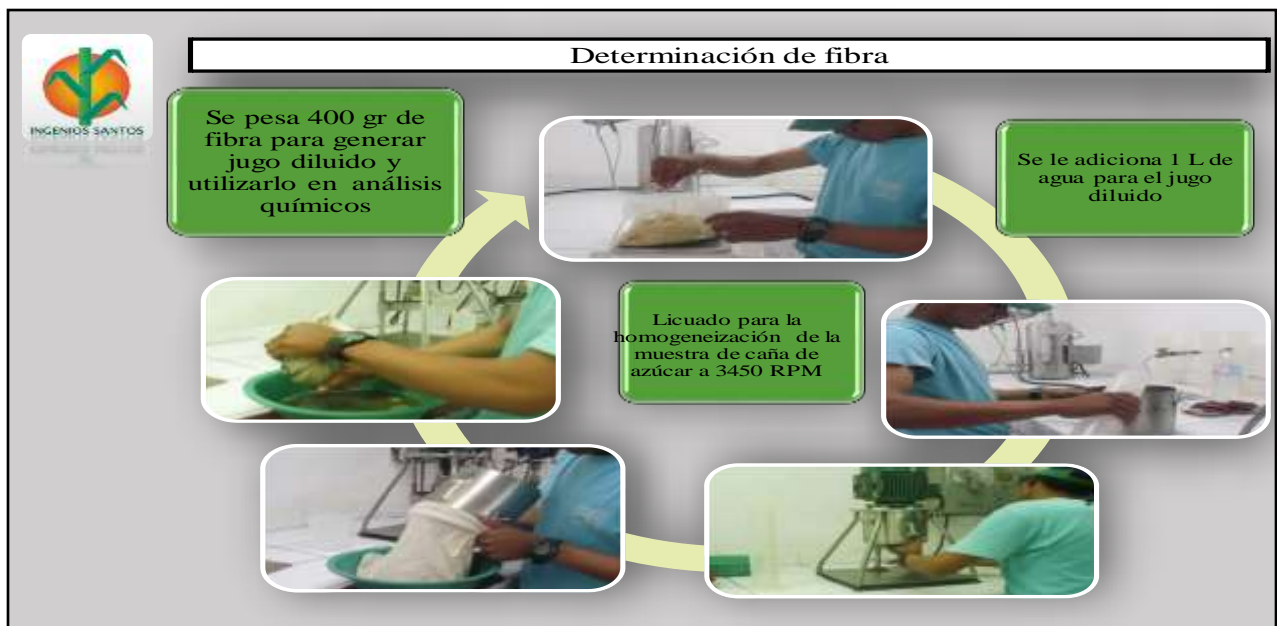 Determinación de fibra
INGENIOS SANTOS
Se pesa 400 gr de
fibra para generar
jugo diluido y
utilizarlo en análisis
químicos
Se le adiciona 1 L de
agua para el jugo
diluido
Licuado para la
homogeneización de la
muestra de caña de
azúcar a 3450 RPM